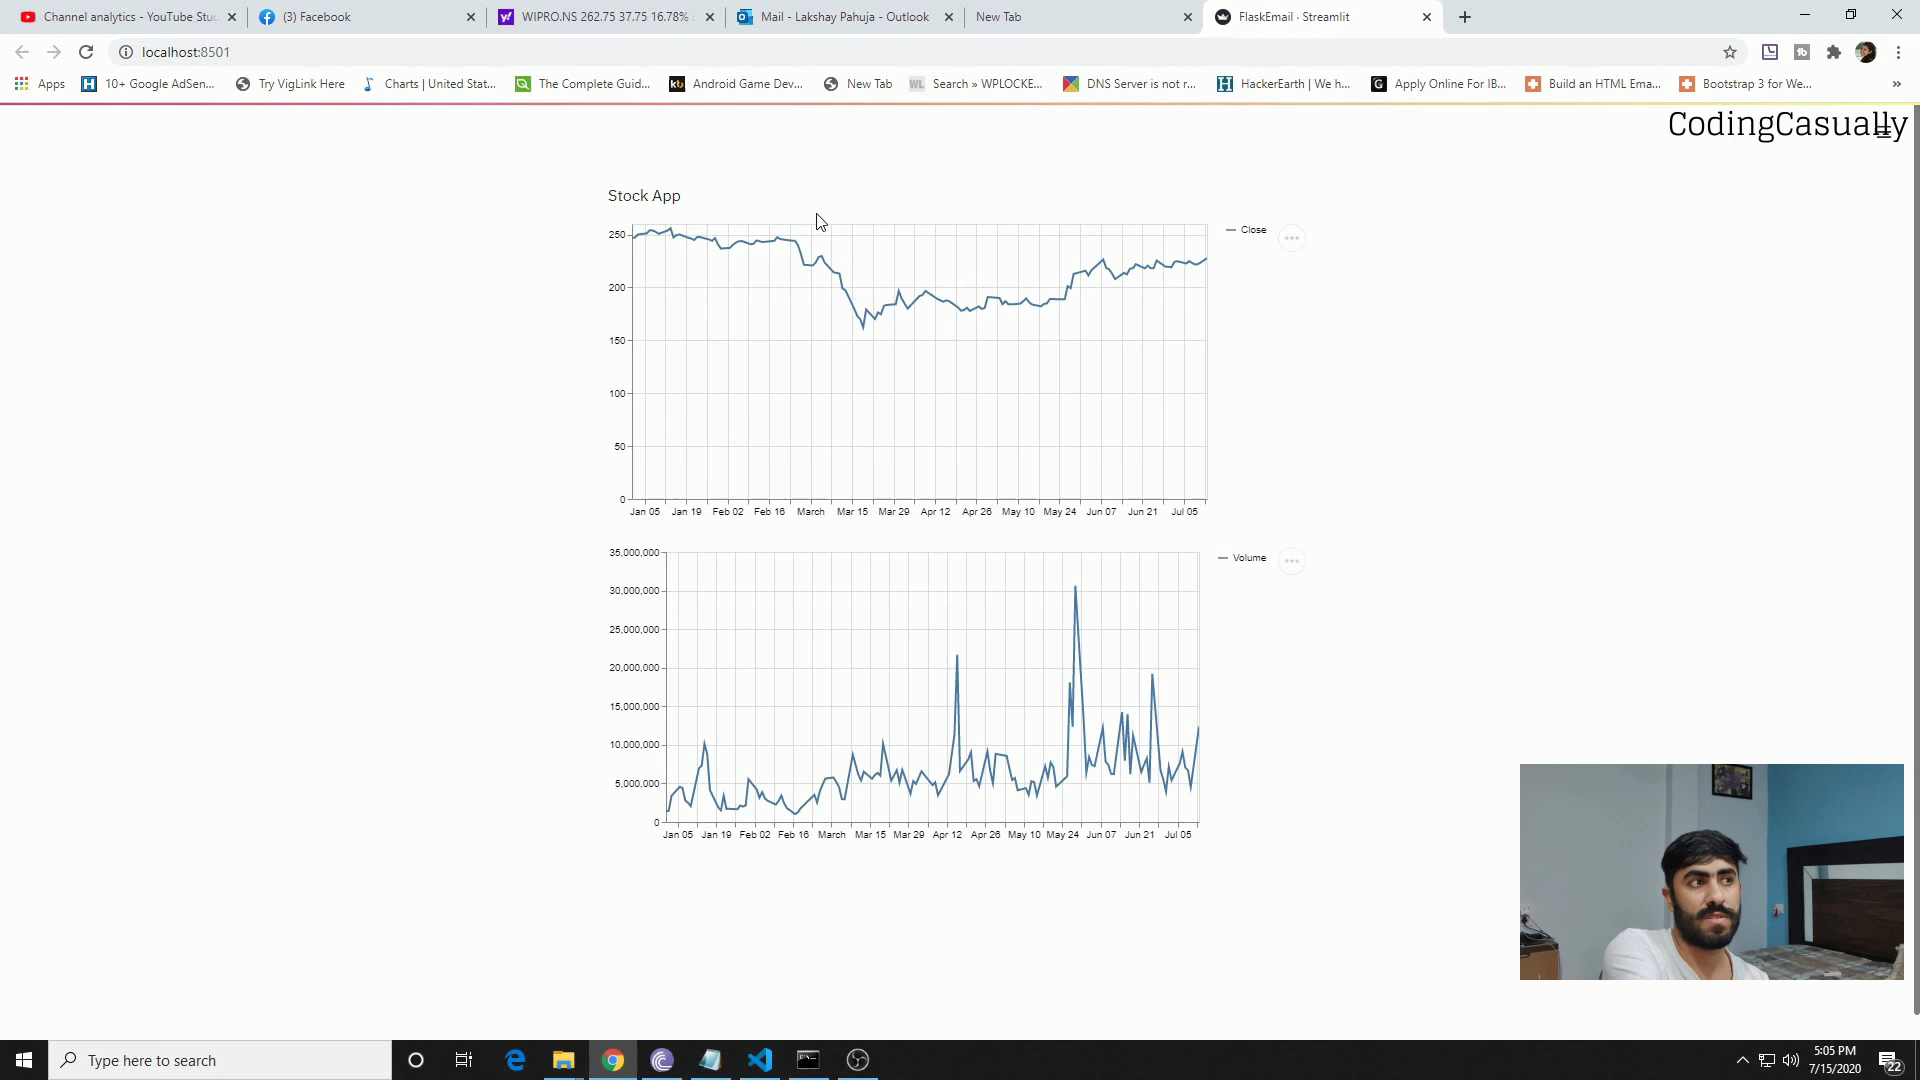 Channel analytics - YouTube Stu
(3) Facebook
WIPRO.NS 262.75 37.75 16.78%
Mail - Lakshay Pahuja - Outlook
New Tab
FlaskEmail · Streamlit
localhost:8501
Apps
10+ Google AdSen...
Try VigLink Here
Charts | United Stat...
The Complete Guid...
Android Game Dev...
New Tab
Search » WPLOCKE...
DNS Server is not r...
HackerEarth | We h...
Apply Online For IB...
Build an HTML Ema...
Bootstrap 3 for We...
»
CodingCasually
Stock App
Close
250
200
150
100
50
0
Jan 05 Jan 19 Feb 02 Feb 16 March Mar 15 Mar 29 Apr 12 Apr 26 May 10 May 24 Jun 07 Jun 21 Jul 05
Volume
35,000,000
30,000,000
25,000,000
20,000,000
15,000,000
10,000,000
5,000,000
0
Jan 05 Jan 19 Feb 02 Feb 16 March Mar 15 Mar 29 Apr 12 Apr 26 May 10 May 24 Jun 07 Jun 21 Jul 05
Type here to search
5:05 PM
7/15/2020
22